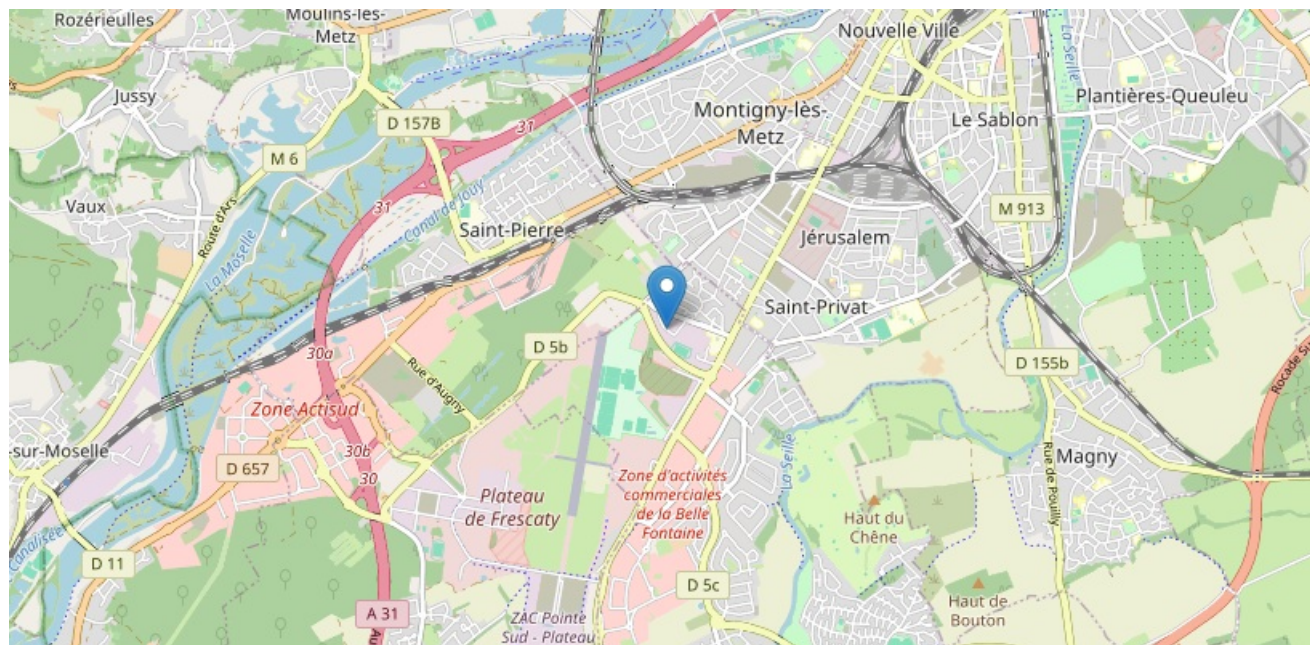 Rozérieulles
Moulins-lès-
Metz
Nouvelle Ville
La Seille
Jussy
D 157B
31
Montigny-lès-
Metz
Le Sablon
Plantières-Queuleu
M 6
Vaux
Route d'Ars
La Moselle
31
Canal de Jouy
Saint-Pierre
Jérusalem
M 913
Saint-Privat
30a
D 5b
Rue d'Augny
D 155b
Rocade Su
Zone Actisud
30b
30
-sur-Moselle
D 657
Plateau
de Frescaty
Zone d'activités
commerciales
de la Belle
Fontaine
La Seille
Haut du
Chêne
Rue de Pouilly
Magny
Canalisée
D 11
A 31
Au
D 5c
Haut de
Bouton
ZAC Pointe
Sud - Plateau